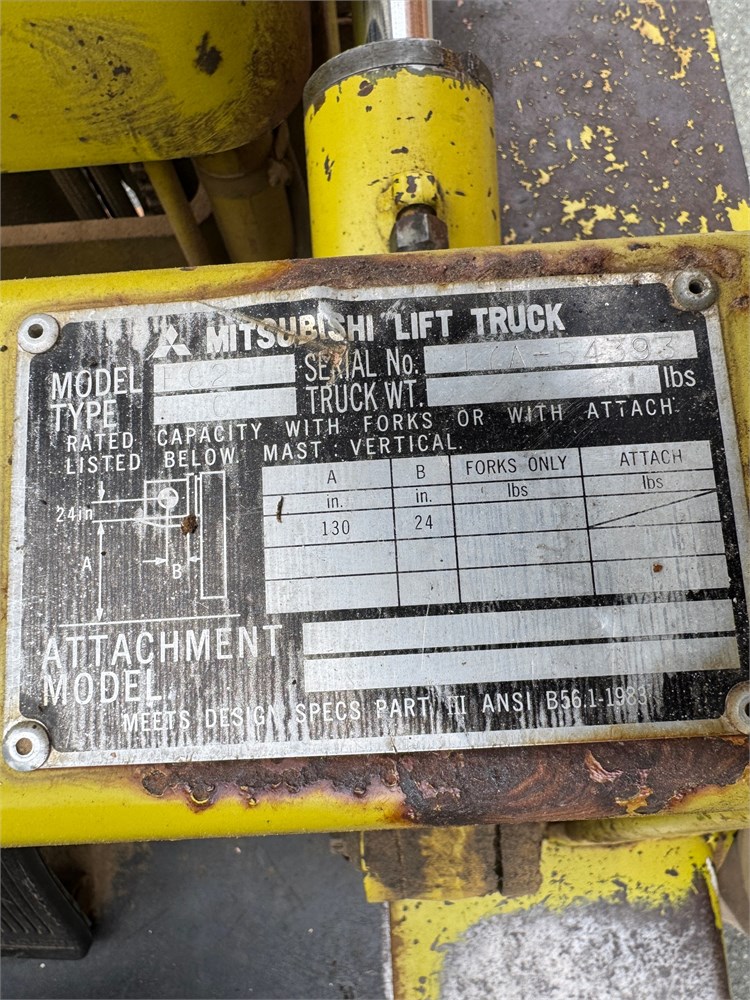 MITSUBISHI LIFT TRUCK
MODEL SERIAL No. -54393
TYPE TRUCK WT. lbs
RATED CAPACITY WITH FORKS OR WITH ATTACH.
LISTED BELOW. MAST : VERTICAL.
A B FORKS ONLY ATTACH
in. in. lbs lbs
130 24
24in
A
B
ATTACHMENT
MODEL.
MEETS DESIGN SPECS PART III ANSI B56.1-1983